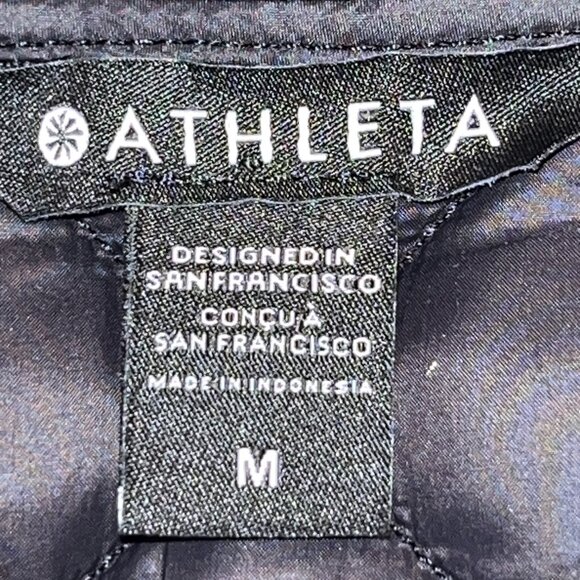 ATHLETA
DESIGNED IN
SAN FRANCISCO
CONÇU À
SAN FRANCISCO
MADE IN INDONESIA
M